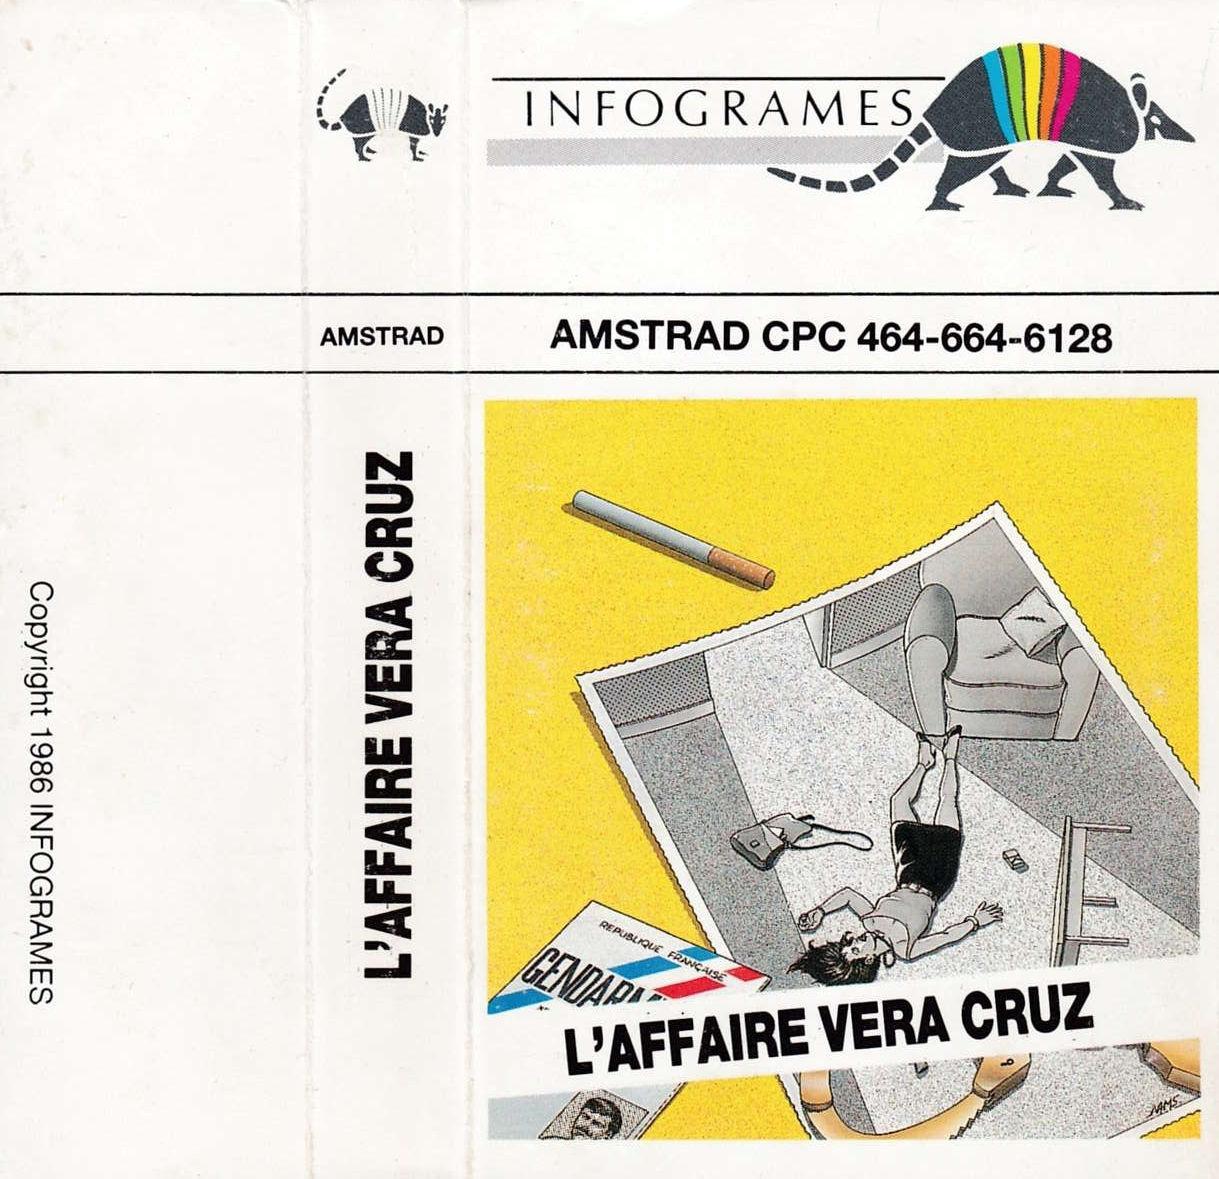 INFOGRAMES
AMSTRAD
AMSTRAD CPC 464-664-6128
L'AFFAIRE VERA CRUZ
Copyright 1986 INFOGRAMES
REPUBLIQUE FRANÇAISE
L'AFFAIRE VERA CRUZ